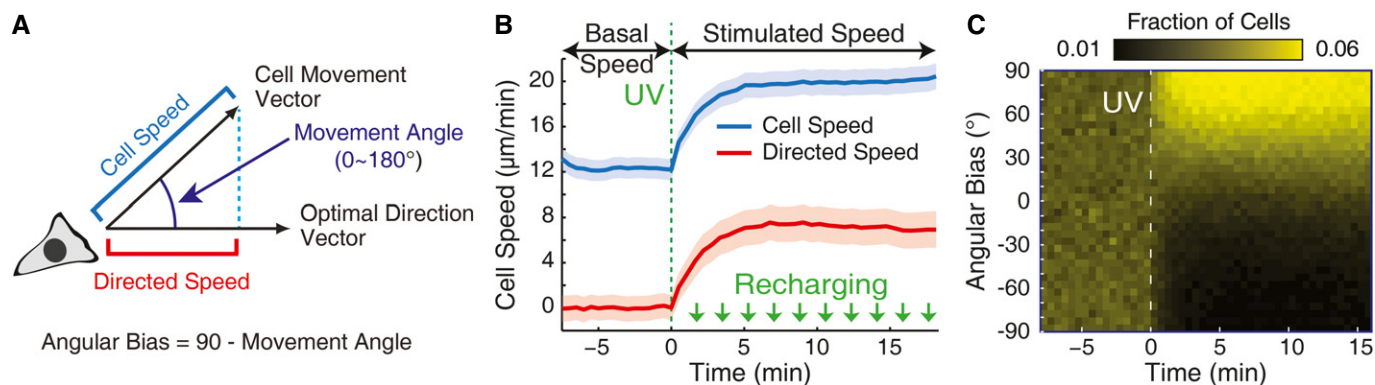 A
Cell Movement
Vector
Cell Speed
Movement Angle
(0~180°)
Optimal Direction
Vector
Directed Speed
Angular Bias = 90 - Movement Angle
B
Basal
Speed
Stimulated Speed
UV
Cell Speed
Directed Speed
Recharging
Cell Speed (µm/min)
20
16
12
8
4
0
-5
0
5
10
15
Time (min)
C
Fraction of Cells
0.01
0.06
UV
Angular Bias (°)
90
60
30
0
-30
-60
-90
-5
0
5
10
15
Time (min)